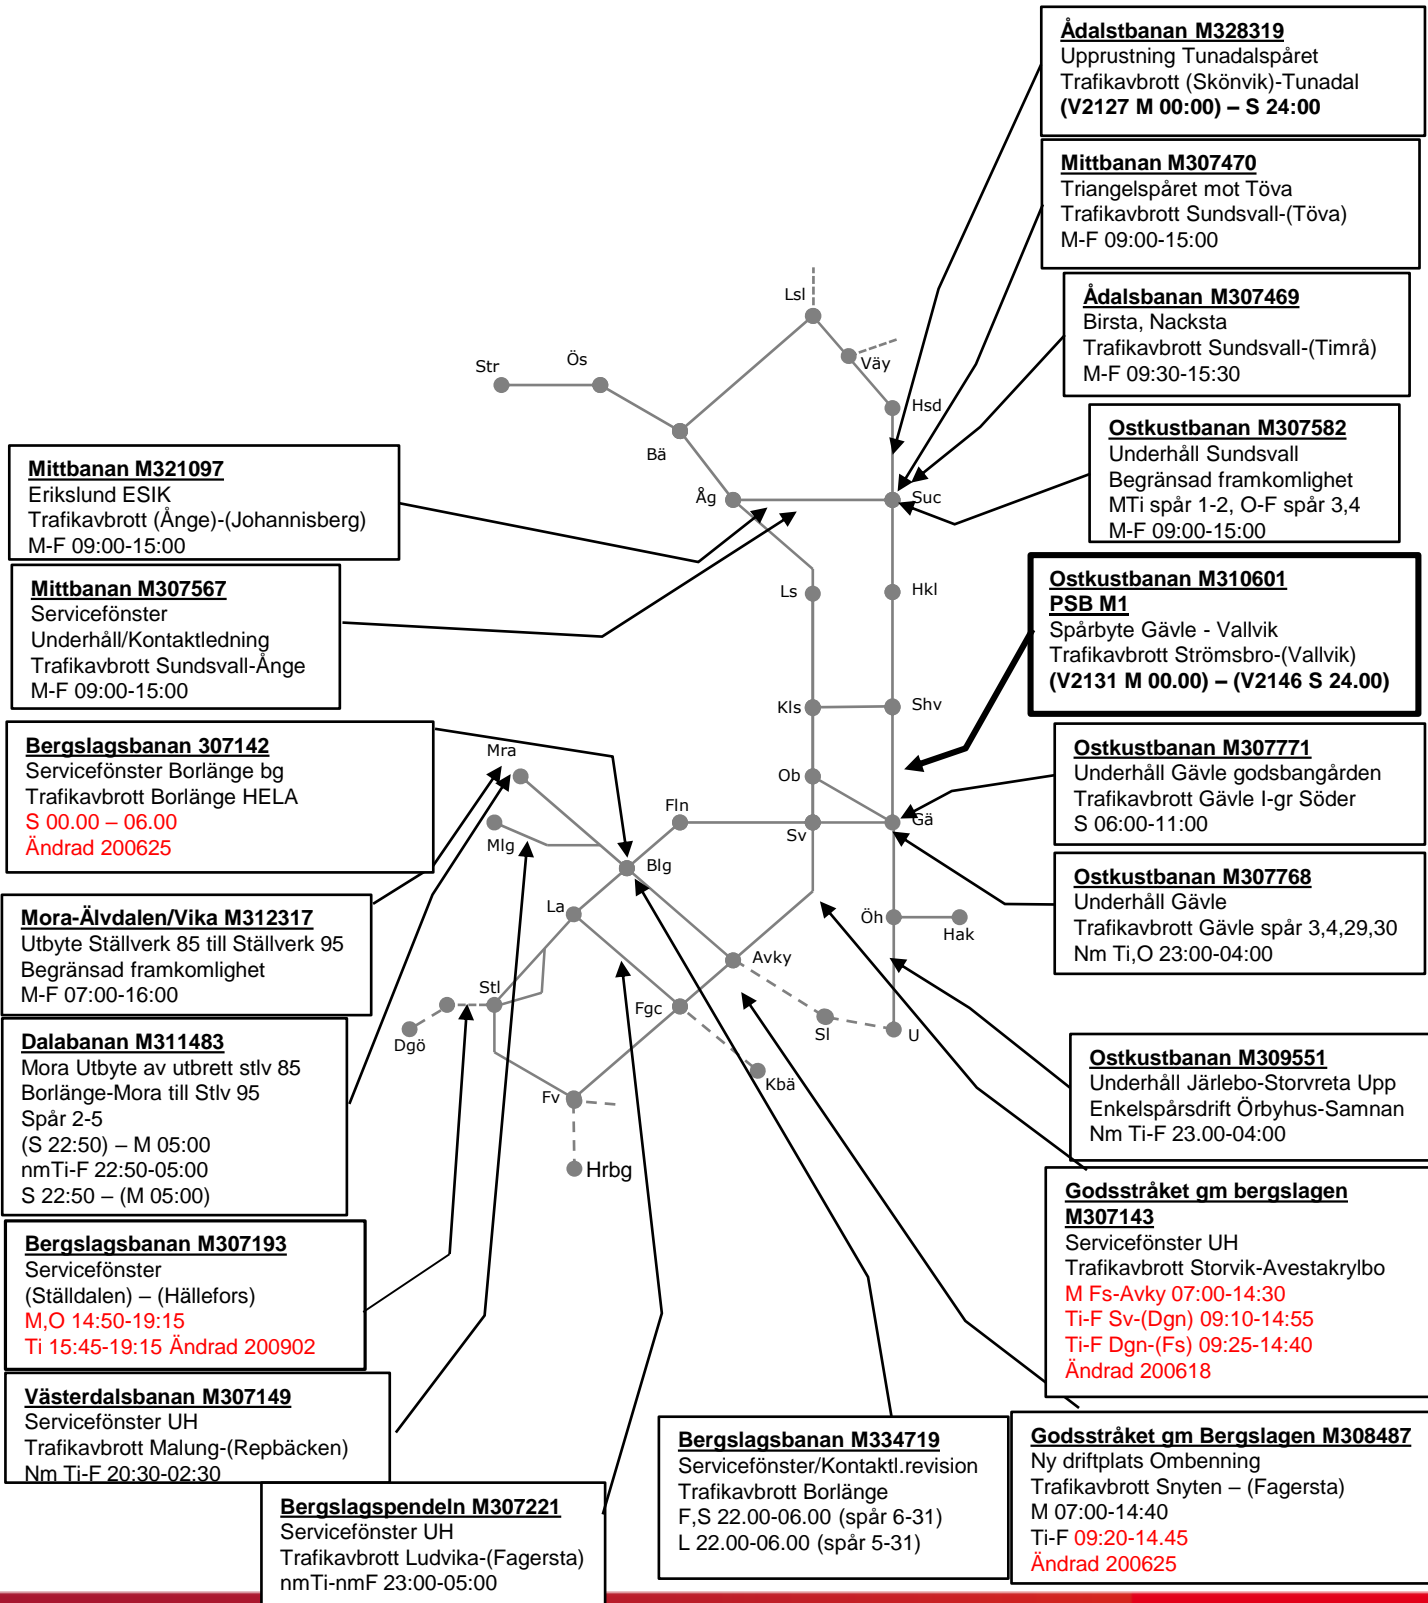 Ådalstbanan M328319
Upprustning Tunadalspåret
Trafikavbrott (Skönvik)-Tunadal
(V2127 M 00:00) – S 24:00
Mittbanan M307470
Triangelspåret mot Töva
Trafikavbrott Sundsvall-(Töva)
M-F 09:00-15:00
Ådalsbanan M307469
Birsta, Nacksta
Trafikavbrott Sundsvall-(Timrå)
M-F 09:30-15:30
Ostkustbanan M307582
Underhåll Sundsvall
Begränsad framkomlighet
MTi spår 1-2, O-F spår 3,4
M-F 09:00-15:00
Ostkustbanan M310601
PSB M1
Spårbyte Gävle - Vallvik
Trafikavbrott Strömsbro-(Vallvik)
(V2131 M 00.00) – (V2146 S 24.00)
Ostkustbanan M307771
Underhåll Gävle godsbangården
Trafikavbrott Gävle I-gr Söder
S 06:00-11:00
Ostkustbanan M307768
Underhåll Gävle
Trafikavbrott Gävle spår 3,4,29,30
Nm Ti,O 23:00-04:00
Ostkustbanan M309551
Underhåll Järlebo-Storvreta Upp
Enkelspårsdrift Örbyhus-Samnan
Nm Ti-F 23.00-04:00
Godsstråket gm bergslagen
M307143
Servicefönster UH
Trafikavbrott Storvik-Avestakrylbo
M Fs-Avky 07:00-14:30
Ti-F Sv-(Dgn) 09:10-14:55
Ti-F Dgn-(Fs) 09:25-14:40
Ändrad 200618
Godsstråket gm Bergslagen M308487
Ny driftplats Ombenning
Trafikavbrott Snyten – (Fagersta)
M 07:00-14:40
Ti-F 09:20-14.45
Ändrad 200625
Bergslagsbanan M334719
Servicefönster/Kontaktl.revision
Trafikavbrott Borlänge
F,S 22.00-06.00 (spår 6-31)
L 22.00-06.00 (spår 5-31)
Mittbanan M321097
Erikslund ESIK
Trafikavbrott (Ånge)-(Johannisberg)
M-F 09:00-15:00
Mittbanan M307567
Servicefönster
Underhåll/Kontaktledning
Trafikavbrott Sundsvall-Ånge
M-F 09:00-15:00
Bergslagsbanan 307142
Servicefönster Borlänge bg
Trafikavbrott Borlänge HELA
S 00.00 – 06.00
Ändrad 200625
Mora-Älvdalen/Vika M312317
Utbyte Ställverk 85 till Ställverk 95
Begränsad framkomlighet
M-F 07:00-16:00
Dalabanan M311483
Mora Utbyte av utbrett stlv 85
Borlänge-Mora till Stlv 95
Spår 2-5
(S 22:50) – M 05:00
nmTi-F 22:50-05:00
S 22:50 – (M 05:00)
Bergslagsbanan M307193
Servicefönster
(Ställdalen) – (Hällefors)
M,O 14:50-19:15
Ti 15:45-19:15 Ändrad 200902
Västerdalsbanan M307149
Servicefönster UH
Trafikavbrott Malung-(Repbäcken)
Nm Ti-F 20:30-02:30
Bergslagspendeln M307221
Servicefönster UH
Trafikavbrott Ludvika-(Fagersta)
nmTi-nmF 23:00-05:00
Lsl
Väy
Str
Ös
Hsd
Bä
Åg
Suc
Ls
Hkl
Kls
Shv
Mra
Ob
Fln
Sv
Gä
Mlg
Blg
La
Öh
Hak
Avky
Stl
Fgc
Sl
U
Dgö
Kbä
Fv
Hrbg